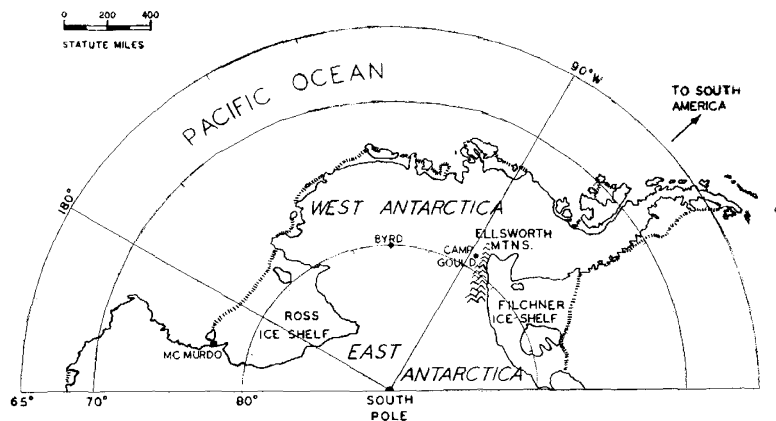 0 200 400
STATUTE MILES
PACIFIC OCEAN
90°W
TO SOUTH
AMERICA
180°
WEST ANTARCTICA
BYRD
ELLSWORTH
MTNS.
CAMP
GOULD
ROSS
ICE SHELF
FILCHNER
ICE SHELF
MC MURDO
EAST
ANTARCTICA
65° 70° 80° SOUTH
POLE